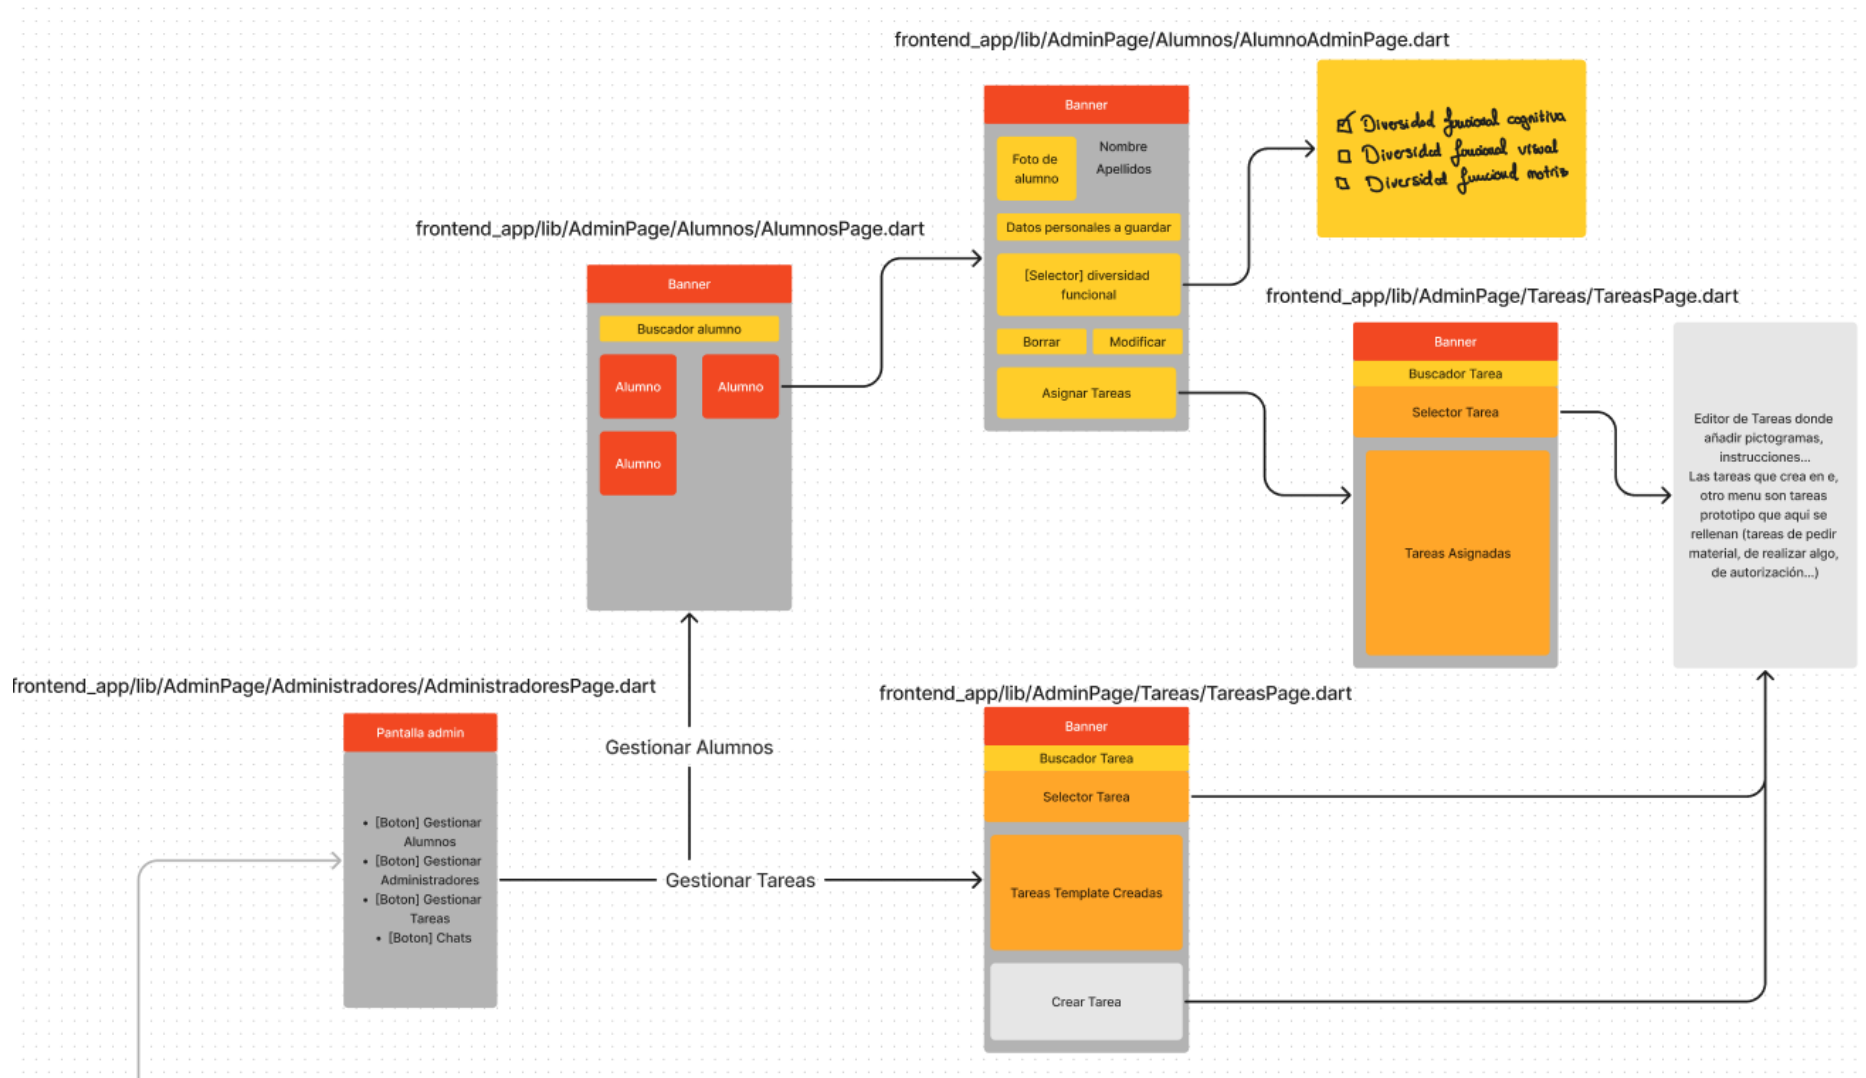 frontend_app/lib/AdminPage/Alumnos/AlumnoAdminPage.dart
Banner
Foto de
alumno
Nombre
Apellidos
Datos personales a guardar
[Selector] diversidad
funcional
Borrar
Modificar
Asignar Tareas
Diversidad funcional cognitiva
Diversidad funcional visual
Diversidad funcional motriz
frontend_app/lib/AdminPage/Alumnos/AlumnosPage.dart
Banner
Buscador alumno
Alumno
Alumno
Alumno
frontend_app/lib/AdminPage/Tareas/TareasPage.dart
Banner
Buscador Tarea
Selector Tarea
Tareas Asignadas
Editor de Tareas donde
añadir pictogramas,
instrucciones...
Las tareas que crea en e,
otro menu son tareas
prototipo que aquí se
rellenan (tareas de pedir
material, de realizar algo,
de autorización...)
frontend_app/lib/AdminPage/Administradores/AdministradoresPage.dart
Pantalla admin
• [Boton] Gestionar
Alumnos
• [Boton] Gestionar
Administradores
• [Boton] Gestionar
Tareas
• [Boton] Chats
Gestionar Alumnos
Gestionar Tareas
frontend_app/lib/AdminPage/Tareas/TareasPage.dart
Banner
Buscador Tarea
Selector Tarea
Tareas Template Creadas
Crear Tarea